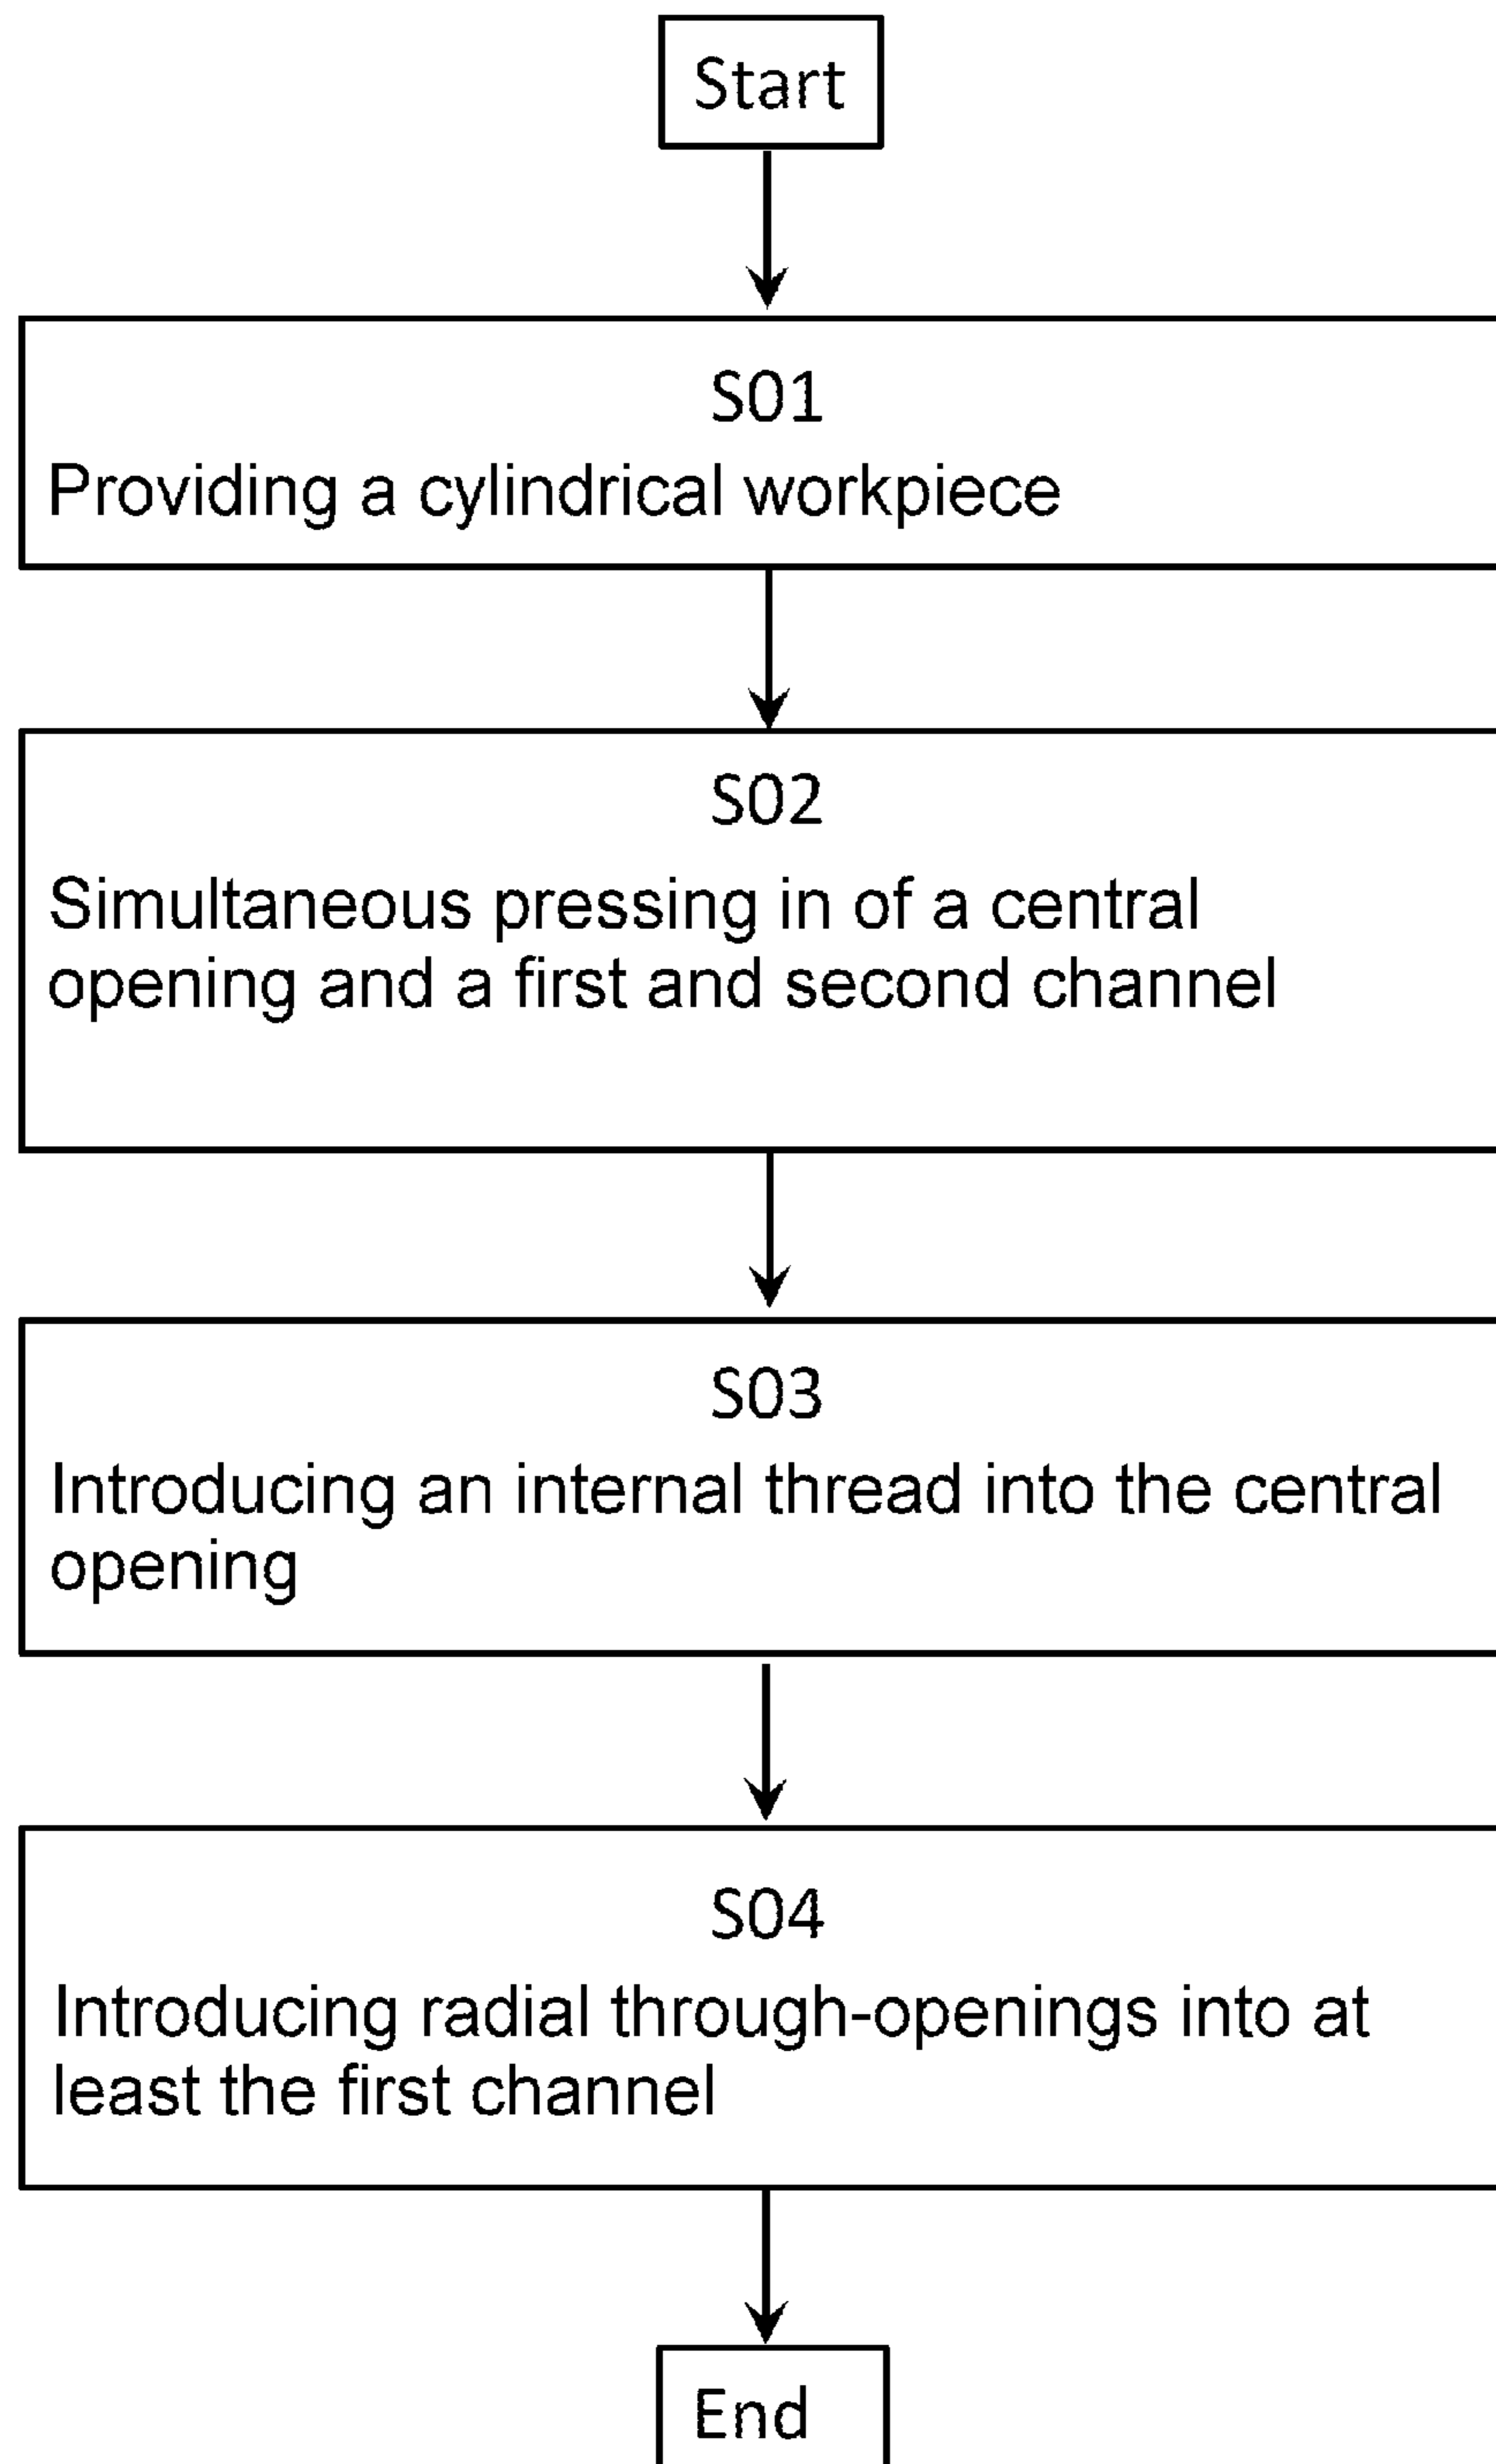 Start
S01
Providing a cylindrical workpiece
S02
Simultaneous pressing in of a central
opening and a first and second channel
S03
Introducing an internal thread into the central
opening
S04
Introducing radial through-openings into at
least the first channel
End